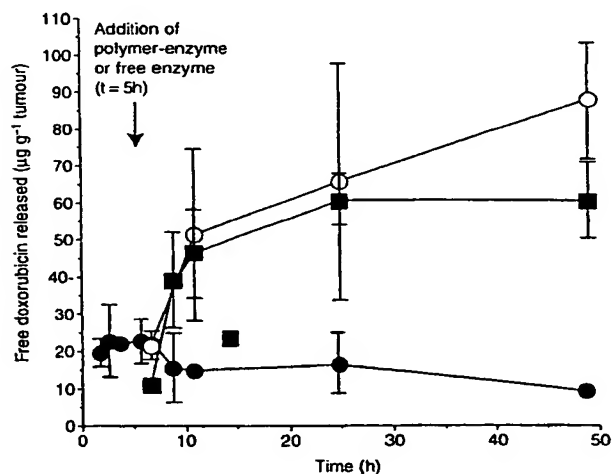 110
100
90
80
70
60
50
40-
30
20
10
0
Free doxorubicin released (µg g⁻¹ tumour)
Addition of
polymer-enzyme
or free enzyme
(t = 5h)
0 10 20 30 40 50
Time (h)